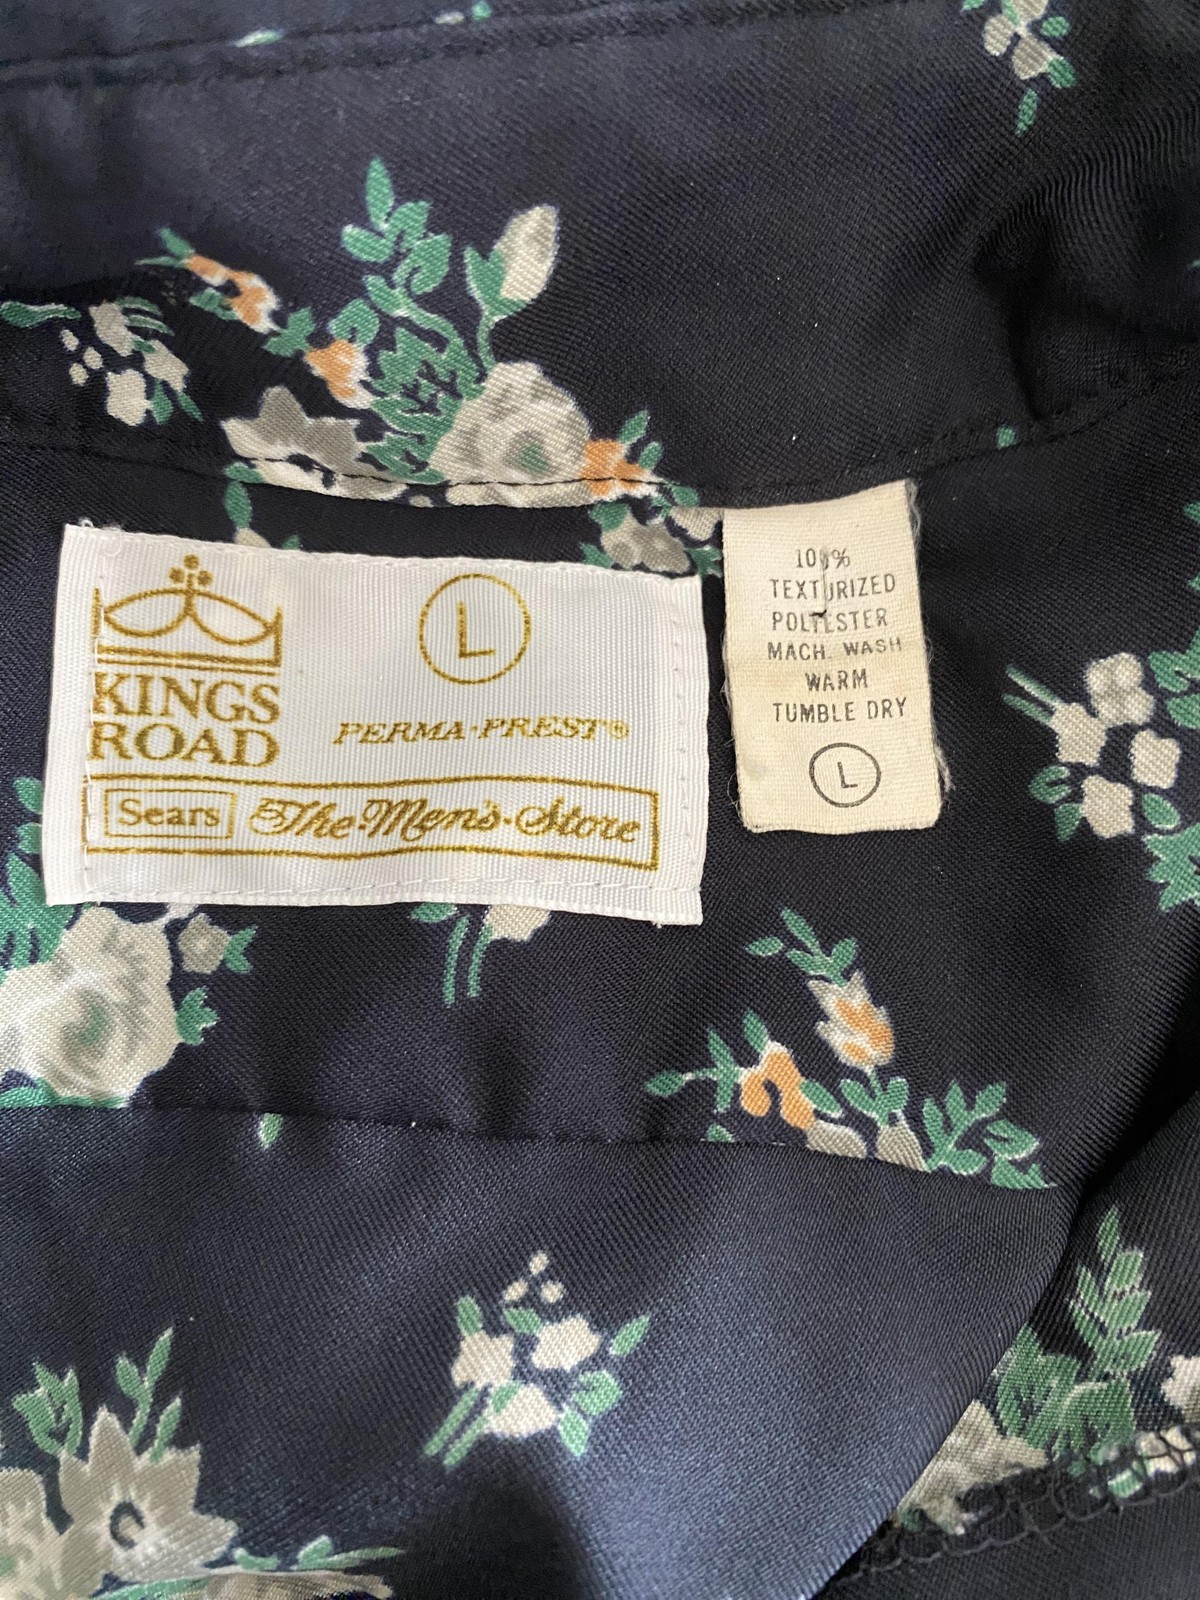 KINGS
ROAD
L
PERMA·PREST®
Sears The·Men's·Store
100%
TEXTURIZED
POLYESTER
MACH. WASH
WARM
TUMBLE DRY
L